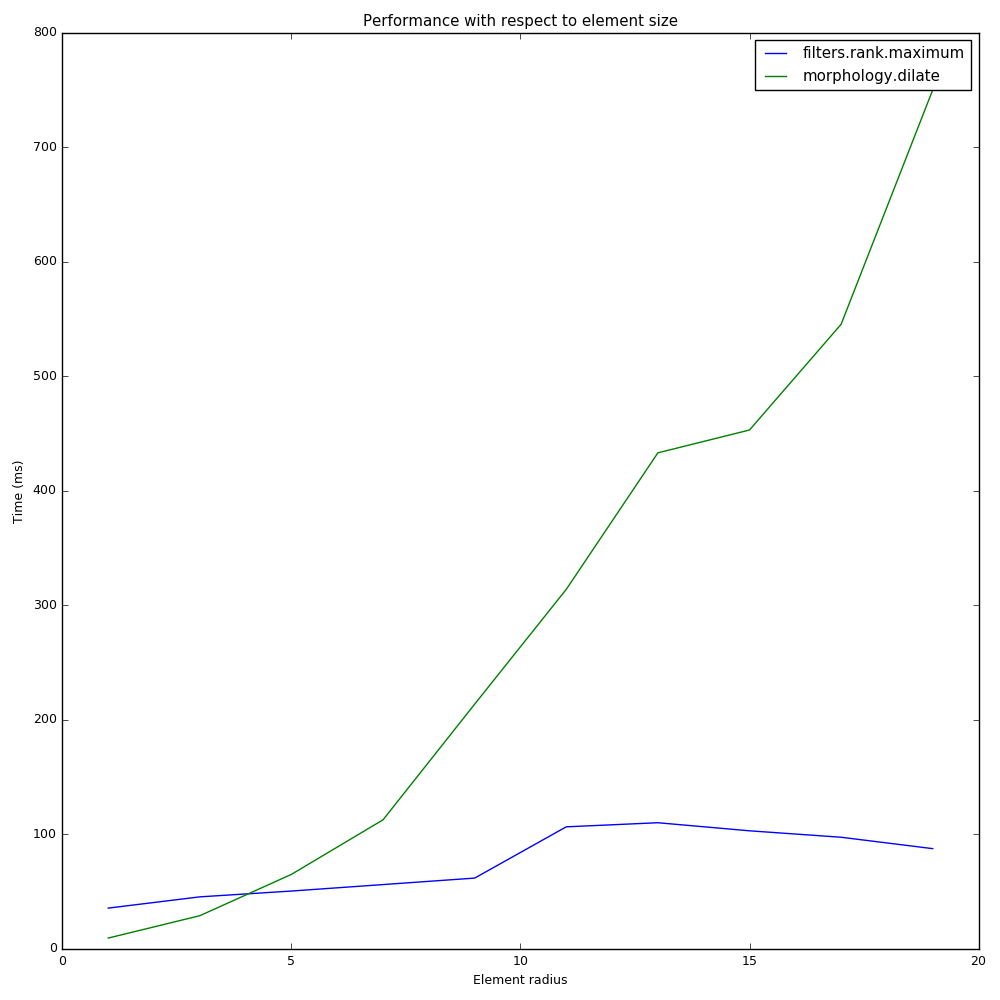 Performance with respect to element size
filters.rank.maximum
morphology.dilate
800
700
600
500
400
300
200
100
0
Time (ms)
0 5 10 15 20
Element radius